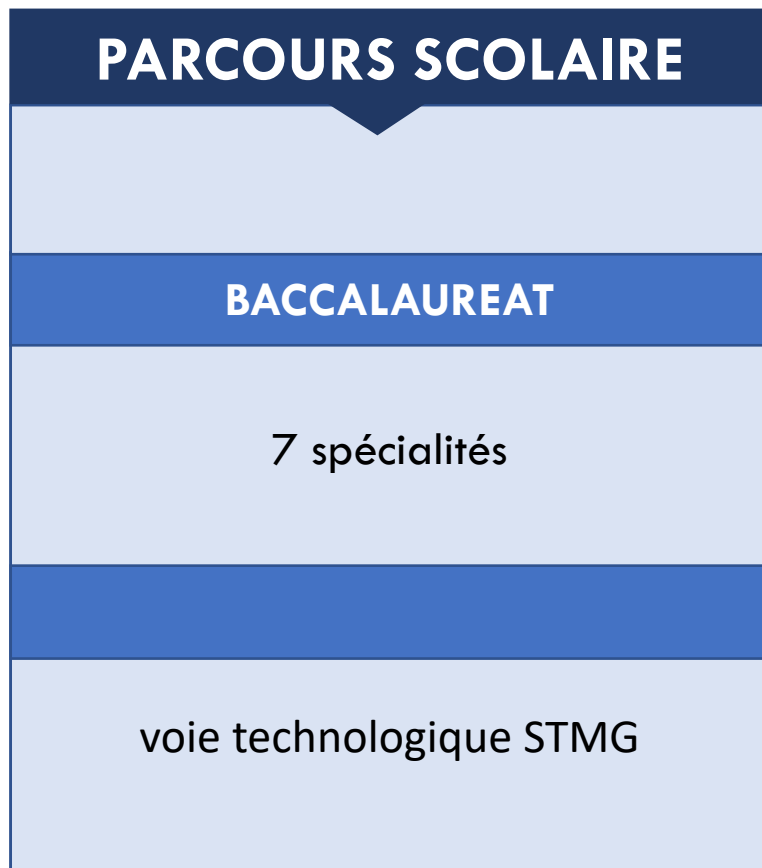 PARCOURS SCOLAIRE
BACCALAUREAT
7 spécialités
voie technologique STMG